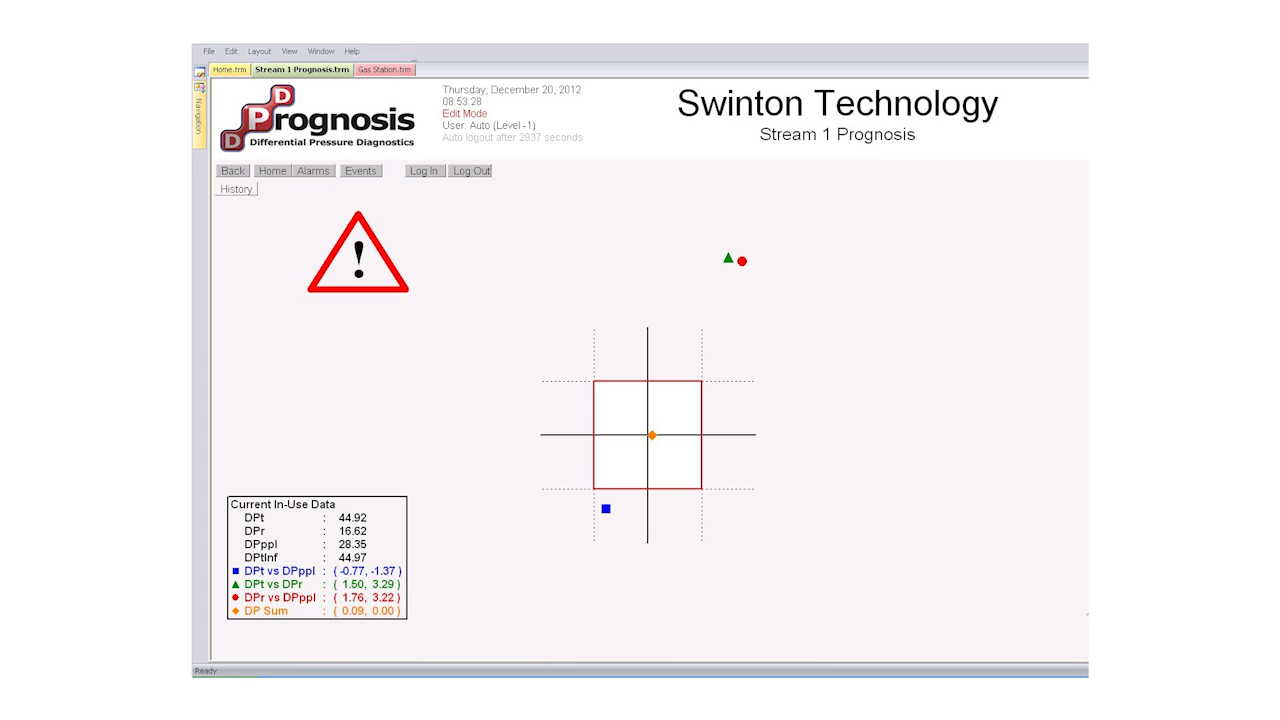 File Edit Layout View Window Help
Home.trm Stream 1 Prognosis.trm Gas Station.trm
Navigation
D
Prognosis
D
Differential Pressure Diagnostics
Thursday, December 20, 2012
08:53:28
Edit Mode
User: Auto (Level -1)
Auto logout after 2937 seconds
Swinton Technology
Stream 1 Prognosis
Back Home Alarms Events Log In Log Out
History
!
Current In-Use Data
DPt : 44.92
DPr : 16.62
DPppl : 28.35
DPtInf : 44.97
DPt vs DPppl : ( -0.77, -1.37 )
DPt vs DPr : ( 1.50, 3.29 )
DPr vs DPppl : ( 1.76, 3.22 )
DP Sum : ( 0.09, 0.00 )
Ready